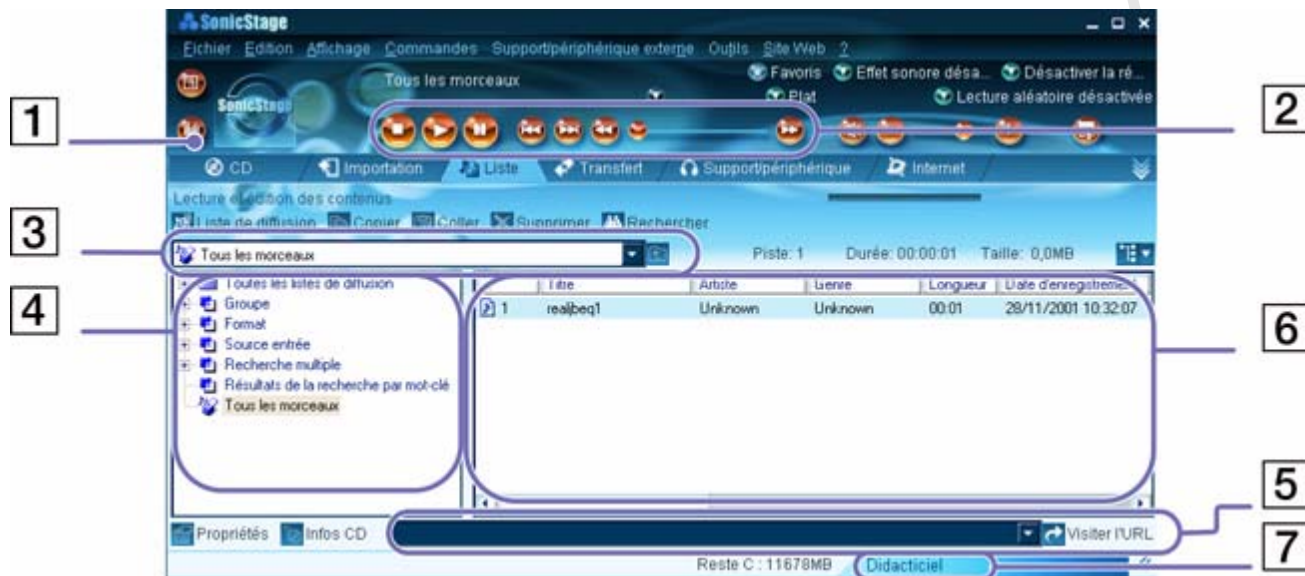 SonicStage
Fichier Edition Affichage Commandes Support/périphérique externe Outils Site Web ?
Tous les morceaux
Favoris Effet sonore désa... Désactiver la ré...
SonicStage
Plat Lecture aléatoire désactivée
1
2
CD Importation Liste Transfert Support/périphérique Internet
Lecture et édition des contenus
Liste de diffusion Copier Coller Supprimer Rechercher
3
Tous les morceaux Piste: 1 Durée: 00:00:01 Taille: 0,0MB
Toutes les listes de diffusion
Titre Artiste Genre Longueur Date d'enregistreme
4
Groupe
1 realjbeq1 Unknown Unknown 00:01 28/11/2001 10:32:07
Format
6
Source entrée
Recherche multiple
Résultats de la recherche par mot-clé
Tous les morceaux
5
Propriétés Infos CD Visiter l'URL
7
Reste C : 11678MB Didacticiel